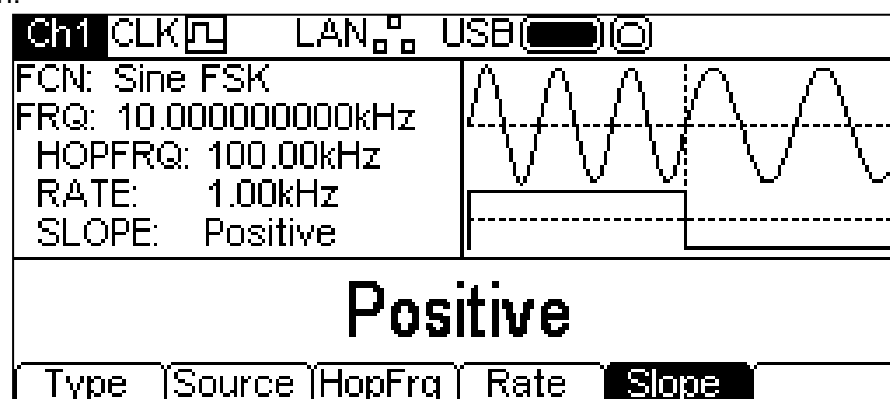 Ch1 CLK LAN USB
FCN: Sine FSK
FRQ: 10.000000000kHz
HOPFRQ: 100.00kHz
RATE: 1.00kHz
SLOPE: Positive
Positive
Type Source HopFrq Rate Slope